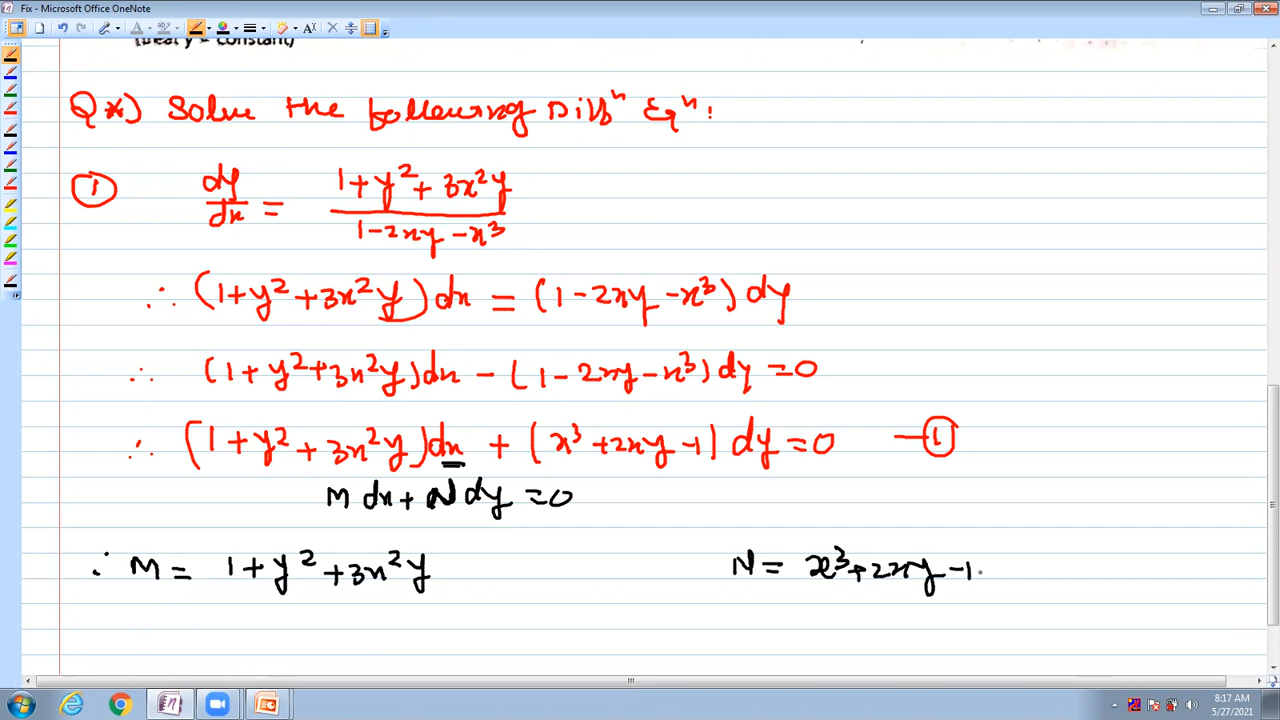 Fix - Microsoft Office OneNote
(treat y = constant)
Q*) Solve the following Diffⁿ Eqⁿ:
① dy/dx = (1+y²+3x²y)/(1-2xy-x³)
∴ (1+y²+3x²y)dx = (1-2xy-x³)dy
∴ (1+y²+3x²y)dx - (1-2xy-x³)dy =0
∴ (1+y²+3x²y)dx + (x³+2xy-1)dy=0 —①
M dx + N dy =0
∴ M = 1+y²+3x²y N = x³+2xy-1
8:17 AM
5/27/2021